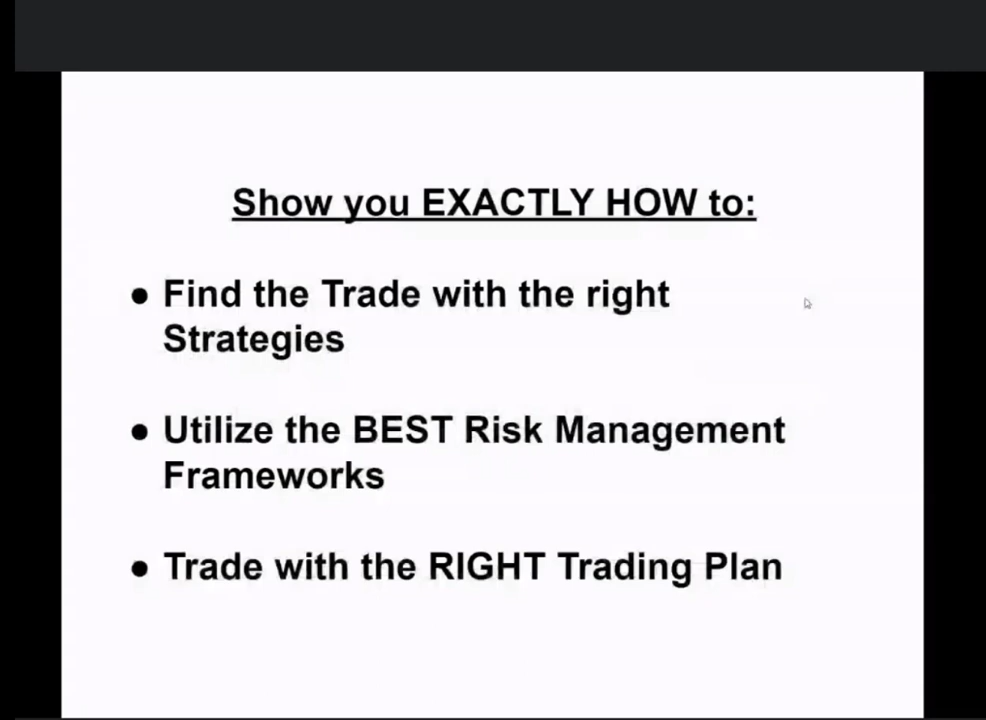 Show you EXACTLY HOW to:
● Find the Trade with the right
Strategies
● Utilize the BEST Risk Management
Frameworks
● Trade with the RIGHT Trading Plan